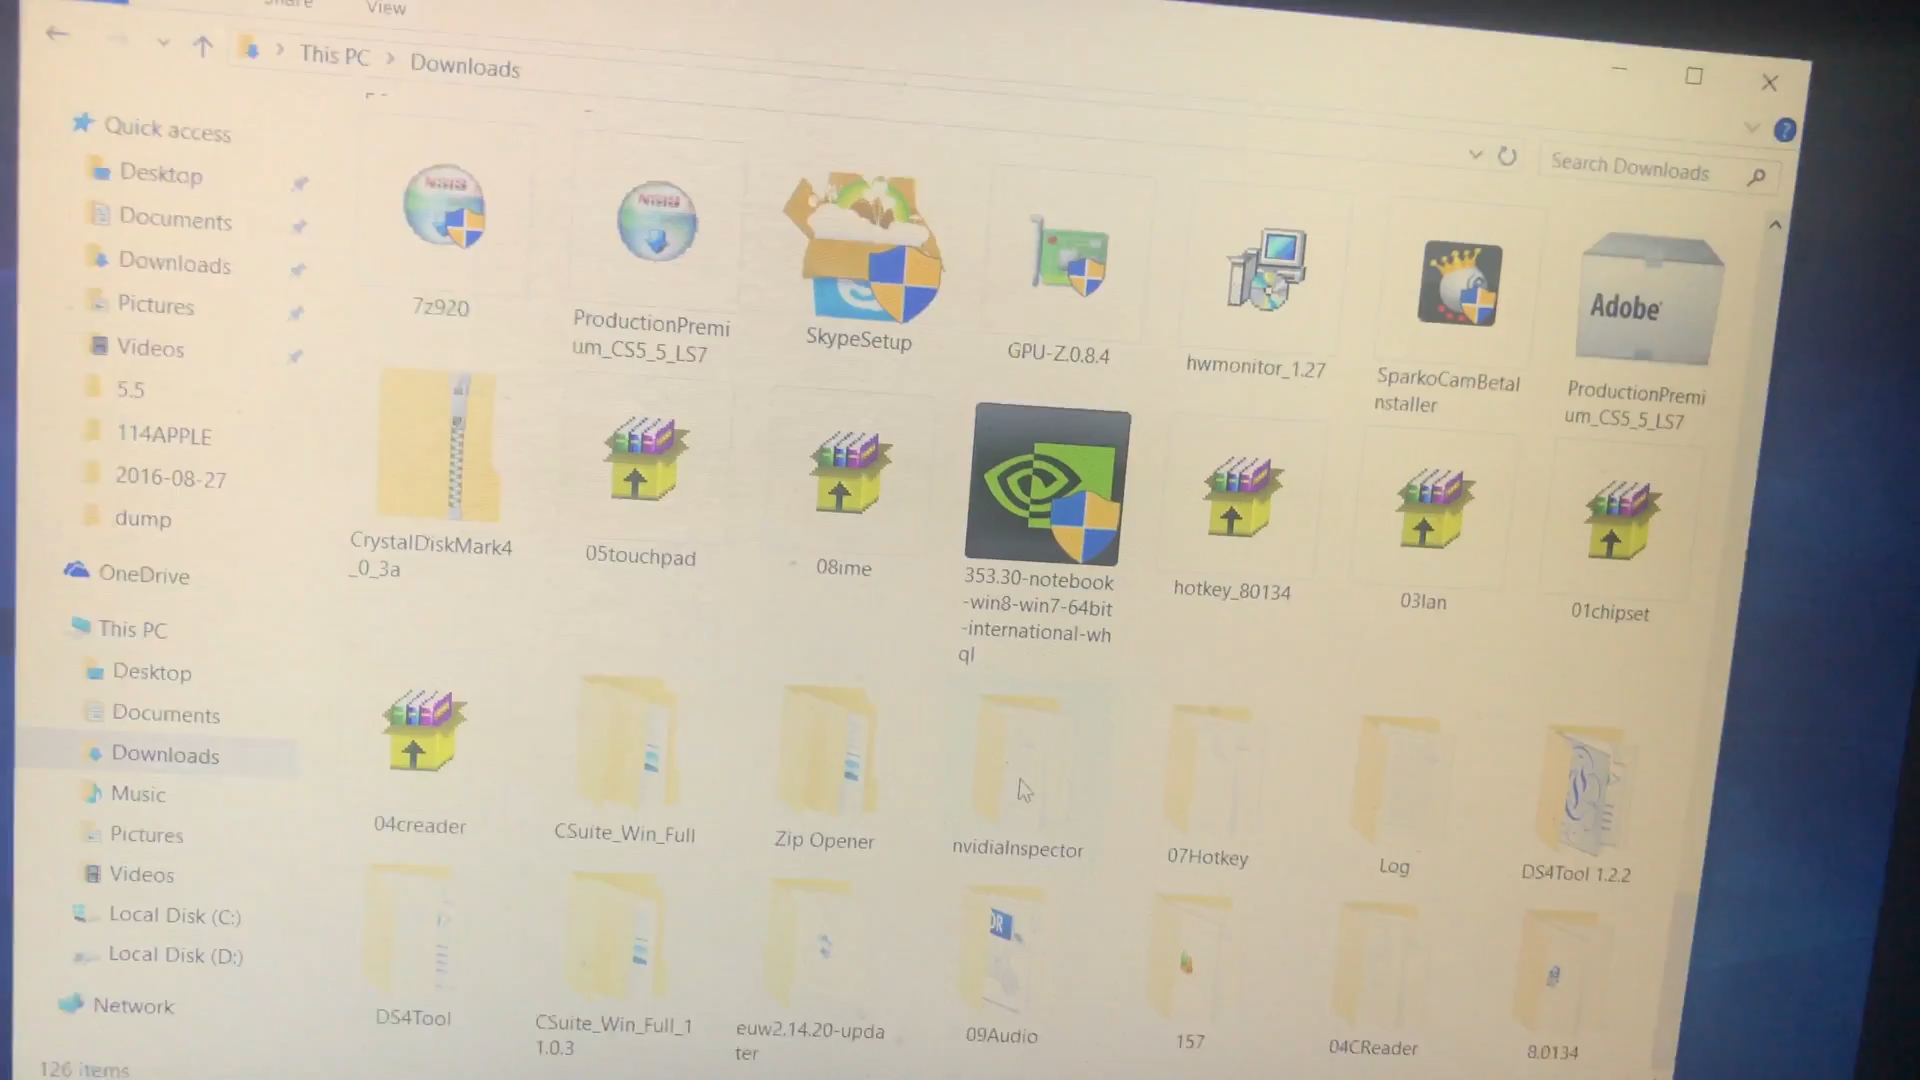 Share
View
This PC
Downloads
Search Downloads
Quick access
Desktop
Documents
Downloads
Pictures
Videos
5.5
114APPLE
2016-08-27
dump
OneDrive
This PC
Desktop
Documents
Downloads
Music
Pictures
Videos
Local Disk (C:)
Local Disk (D:)
Network
126 items
7z920
ProductionPremi
um_CS5_5_LS7
SkypeSetup
GPU-Z.0.8.4
hwmonitor_1.27
SparkoCamBetaI
nstaller
Adobe
ProductionPremi
um_CS5_5_LS7
CrystalDiskMark4
_0_3a
05touchpad
08ime
353.30-notebook
-win8-win7-64bit
-international-wh
ql
hotkey_80134
03lan
01chipset
04creader
CSuite_Win_Full
Zip Opener
nvidiaInspector
07Hotkey
Log
DS4Tool 1.2.2
DS4Tool
CSuite_Win_Full_1
1.0.3
euw2.14.20-upda
ter
09Audio
157
04CReader
8.0134